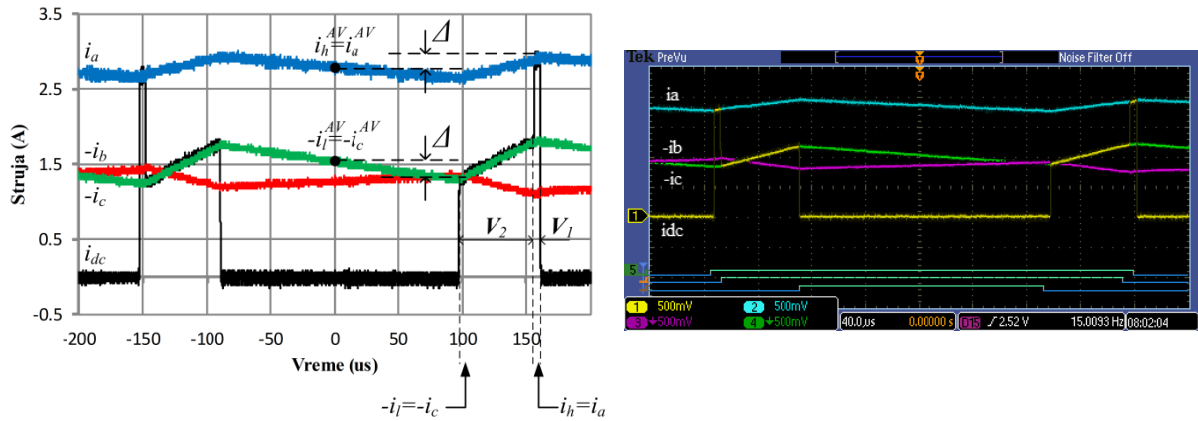 i_a
Δ
i_h^AV=i_a^AV
3.5
2.5
Struja (A)
-i_l^AV=-i_c^AV
Δ
-i_b
1.5
-i_c
V_2
V_1
0.5
i_dc
-0.5
-200 -150 -100 -50 0 50 100 150
Vreme (us)
-i_l=-i_c
i_h=i_a
Tek PreVu
Noise Filter Off
ia
-ib
-ic
1
idc
5
1 500mV
2 500mV
3 500mV
4 500mV
40.0us
0.00000 s
D15
2.52 V
15.0093 Hz
08:02:04